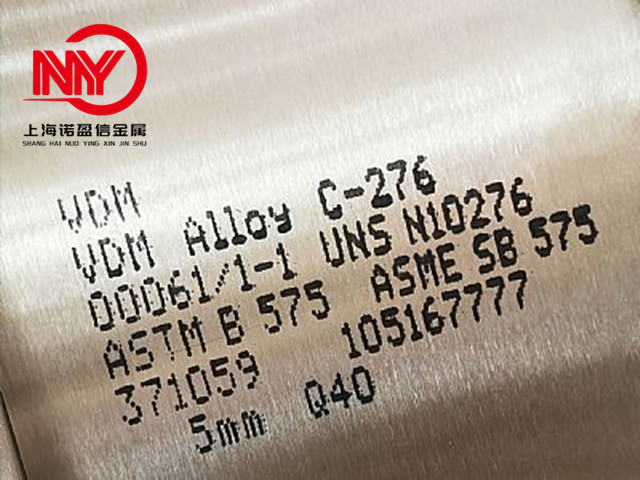 NY
上海诺盈信金属
SHANG HAI NUO YING XIN JIN SHU
VDM
VDM Alloy C-276
00061/1-1 UNS N10276
ASTM B 575 ASME SB 575
371059 105167777
5mm Q40